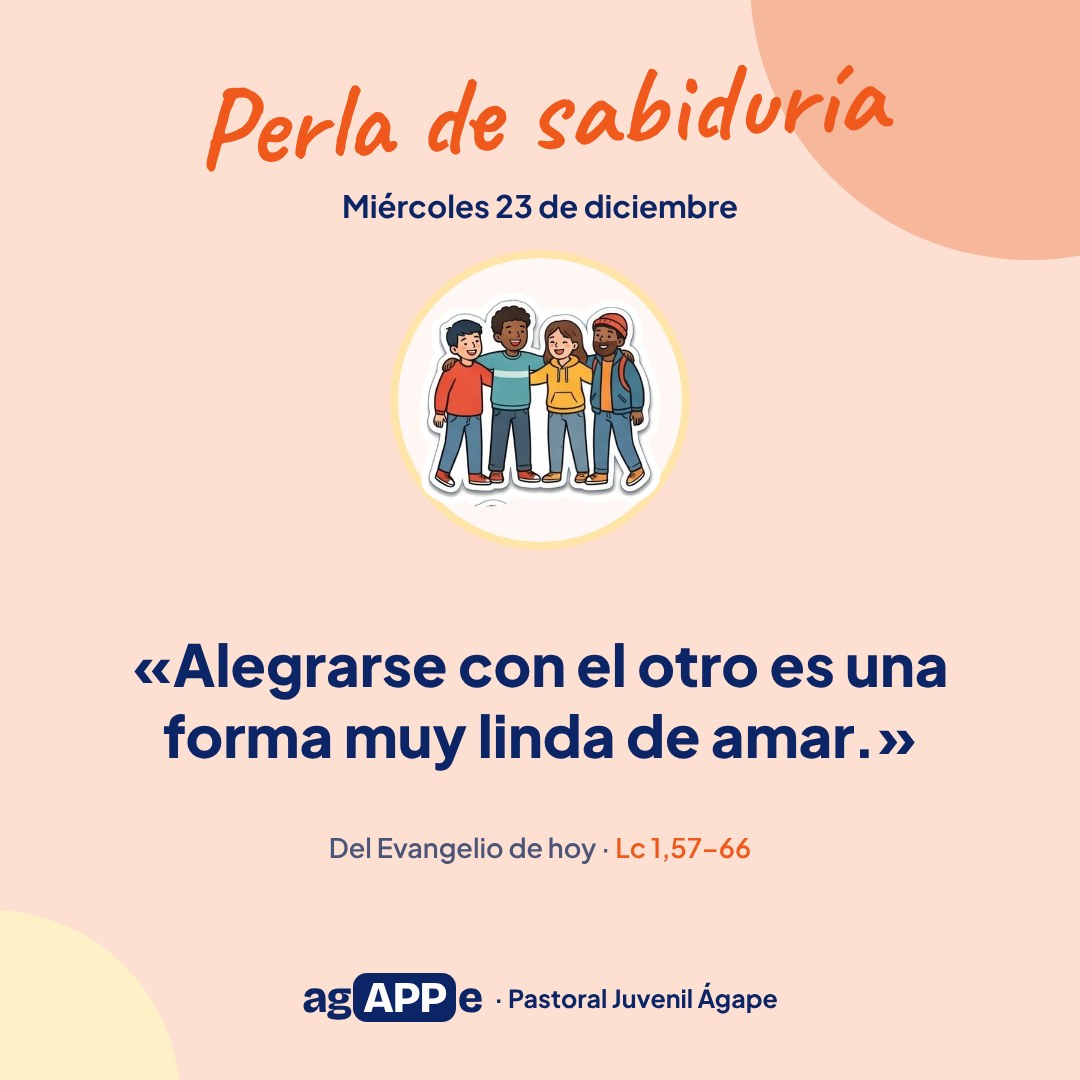 Perla de sabiduría
Miércoles 23 de diciembre
«Alegrarse con el otro es una
forma muy linda de amar.»
Del Evangelio de hoy · Lc 1,57–66
agAPPe · Pastoral Juvenil Ágape